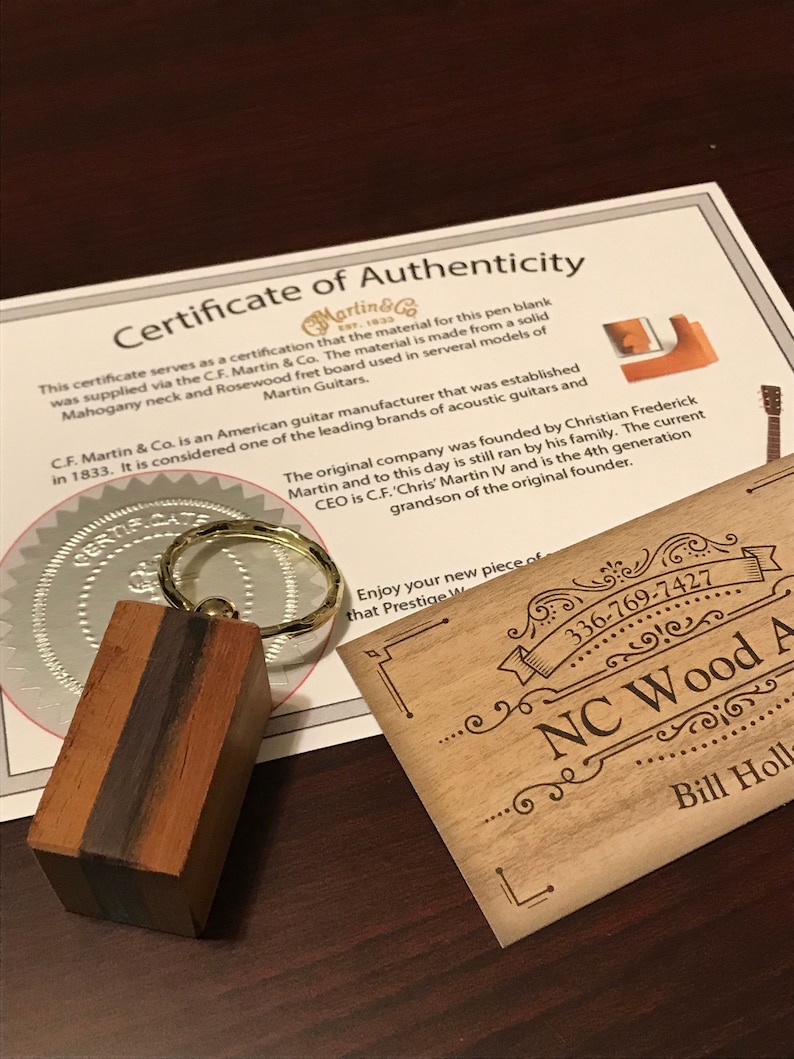 Certificate of Authenticity
Martin & Co.
EST. 1833
This certificate serves as a certification that the material for this pen blank
was supplied via the C.F. Martin & Co. The material is made from a solid
Mahogany neck and Rosewood fret board used in serveral models of
Martin Guitars.
C.F. Martin & Co. is an American guitar manufacturer that was established
in 1833. It is considered one of the leading brands of acoustic guitars and
The original company was founded by Christian Frederick
Martin and to this day is still ran by his family. The current
CEO is C.F. 'Chris' Martin IV and is the 4th generation
grandson of the original founder.
Enjoy your new piece of
that Prestige
CERTIFICATE
336-769-7427
NC Wood A
Bill Holls